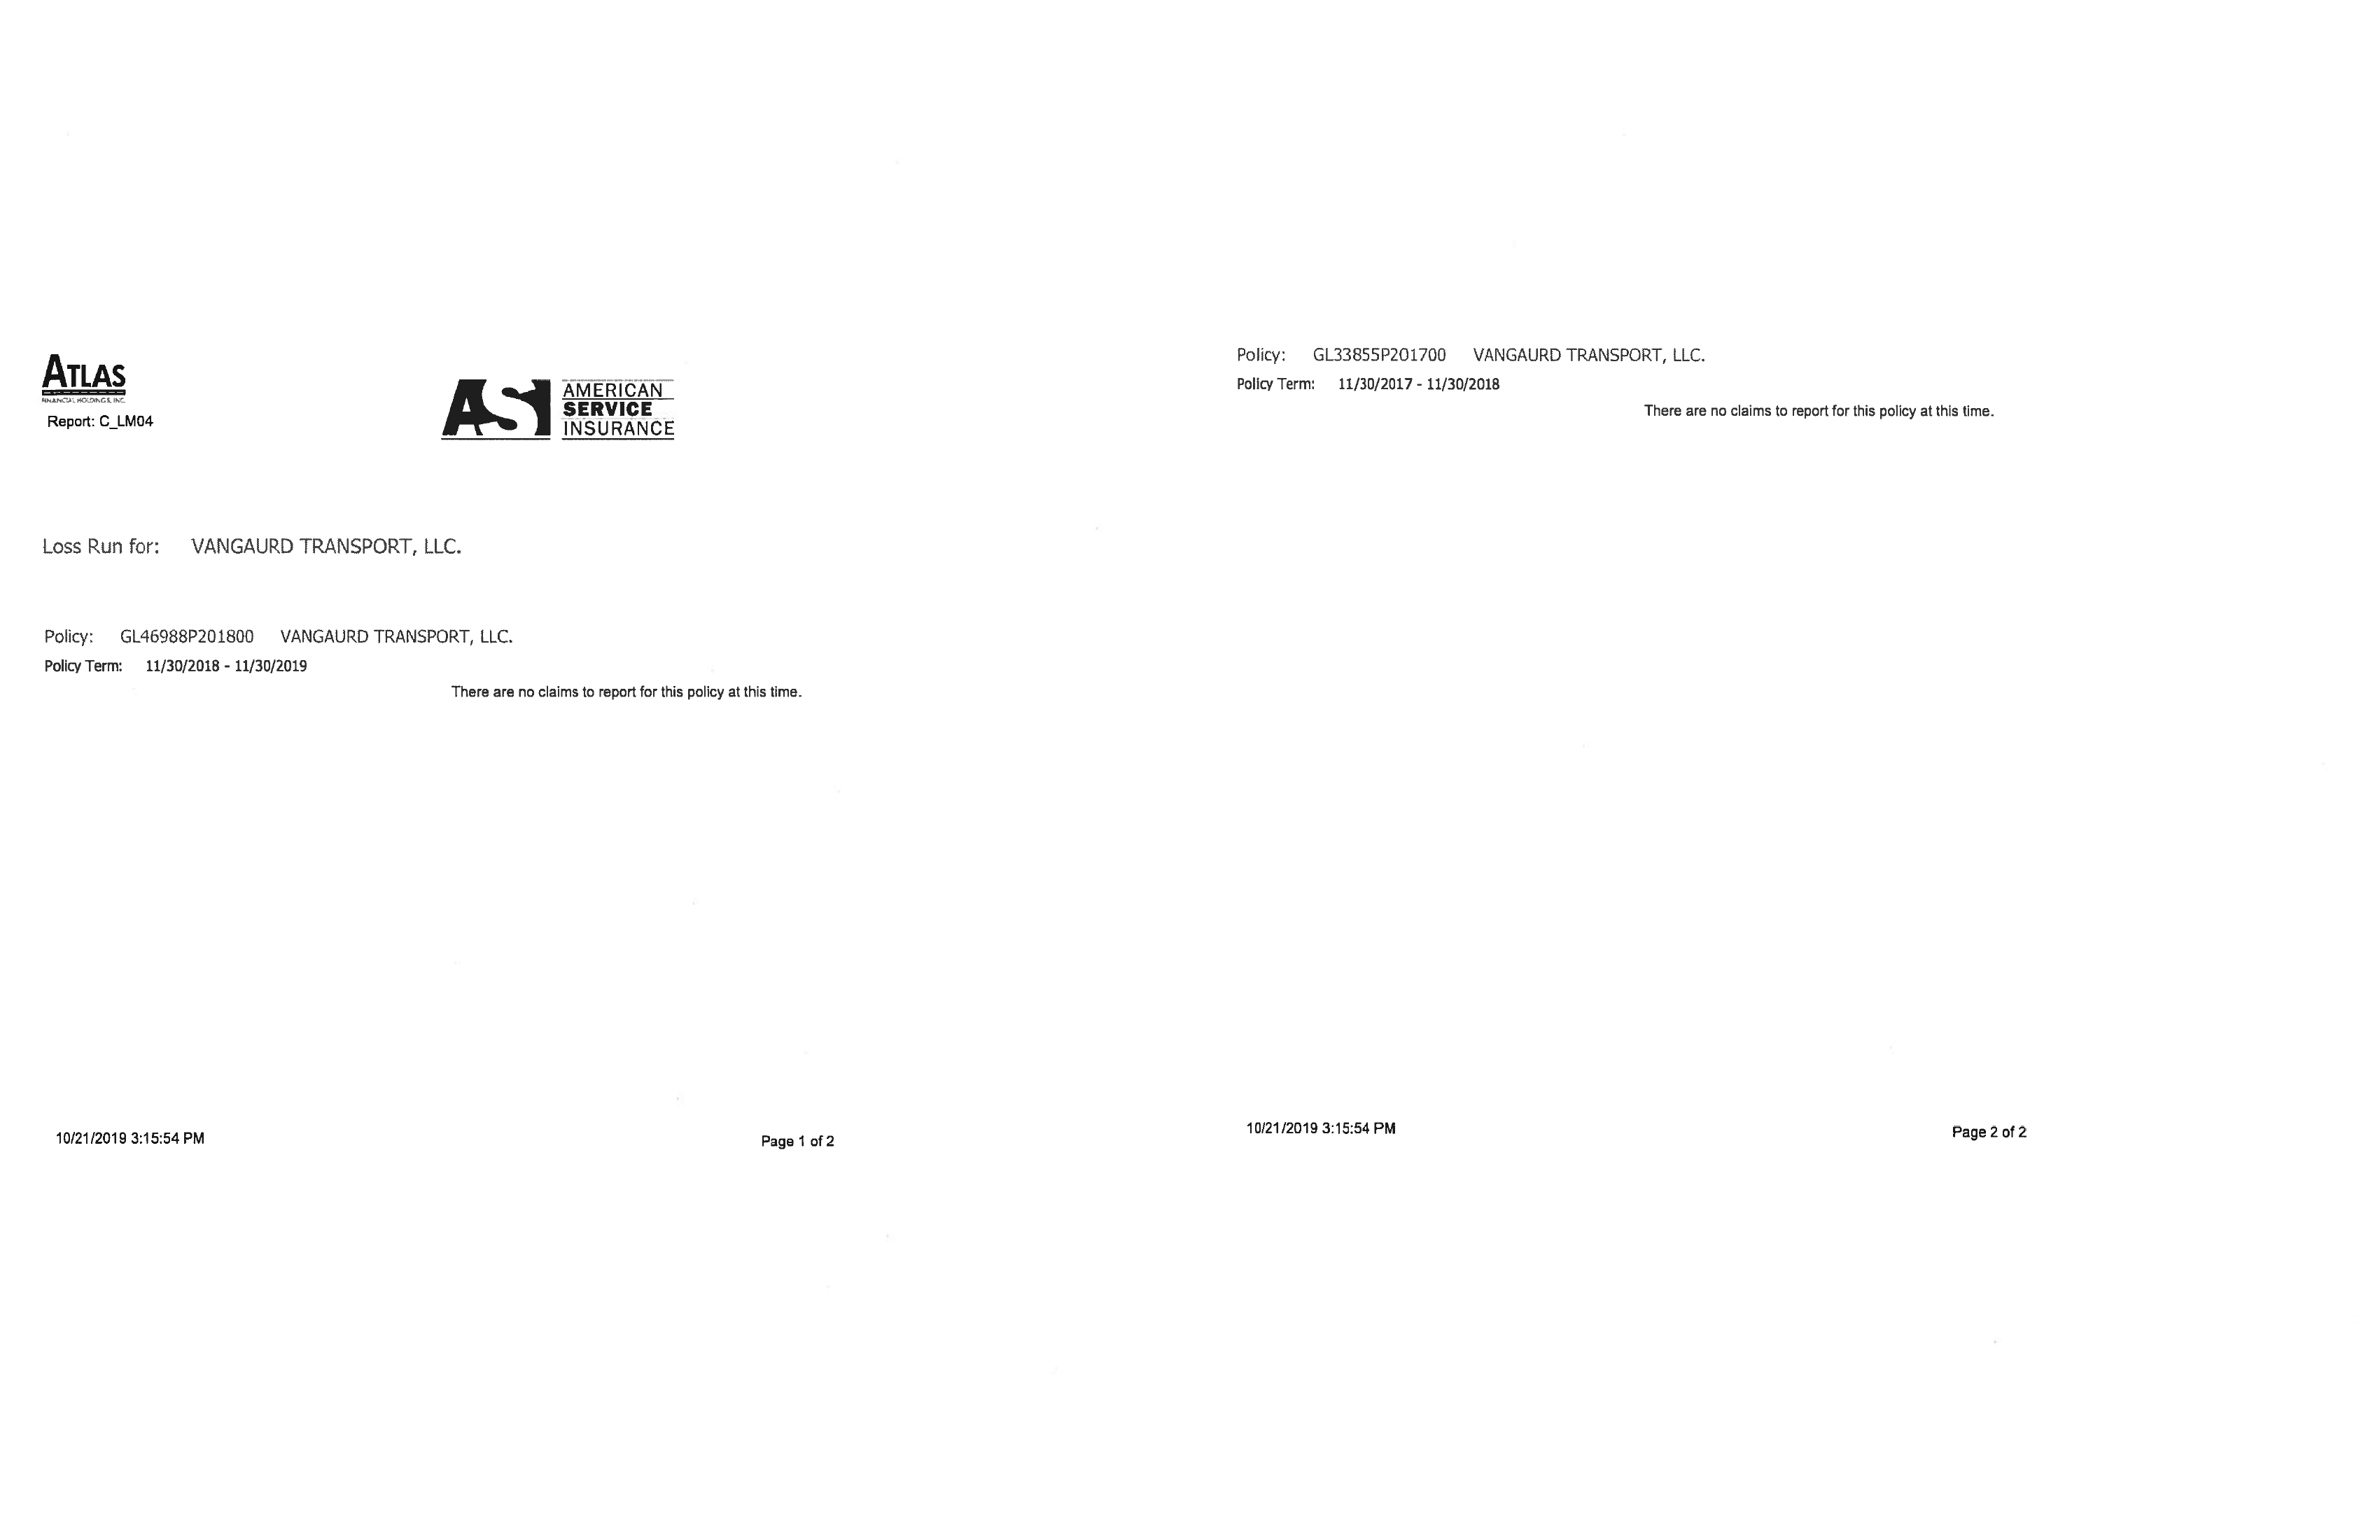 ATLAS
FINANCIAL HOLDINGS, INC.
Report: C_LM04
ASI AMERICAN
SERVICE
INSURANCE
Loss Run for: VANGAURD TRANSPORT, LLC.
Policy: GL46988P201800 VANGAURD TRANSPORT, LLC.
Policy Term: 11/30/2018 - 11/30/2019
There are no claims to report for this policy at this time.
10/21/2019 3:15:54 PM
Page 1 of 2
Policy: GL33855P201700 VANGAURD TRANSPORT, LLC.
Policy Term: 11/30/2017 - 11/30/2018
There are no claims to report for this policy at this time.
10/21/2019 3:15:54 PM
Page 2 of 2